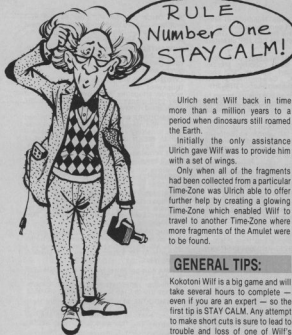 RULE
Number One
STAY CALM!
Ulrich sent Wilf back in time
more than a million years to a
period when dinosaurs still roamed
the Earth.
Initially the only assistance
Ulrich gave Wilf was to provide him
with a set of wings.
Only when all of the fragments
had been collected from a particular
Time-Zone was Ulrich able to offer
further help by creating a glowing
Time-Zone which enabled Wilf to
travel to another Time-Zone where
more fragments of the Amulet were
to be found.
GENERAL TIPS:
Kokotoni Wilf is a big game and will
take several hours to complete —
even if you are an expert — so the
first tip is STAY CALM. Any attempt
to make short cuts is sure to lead to
trouble and loss of one of Wilf's